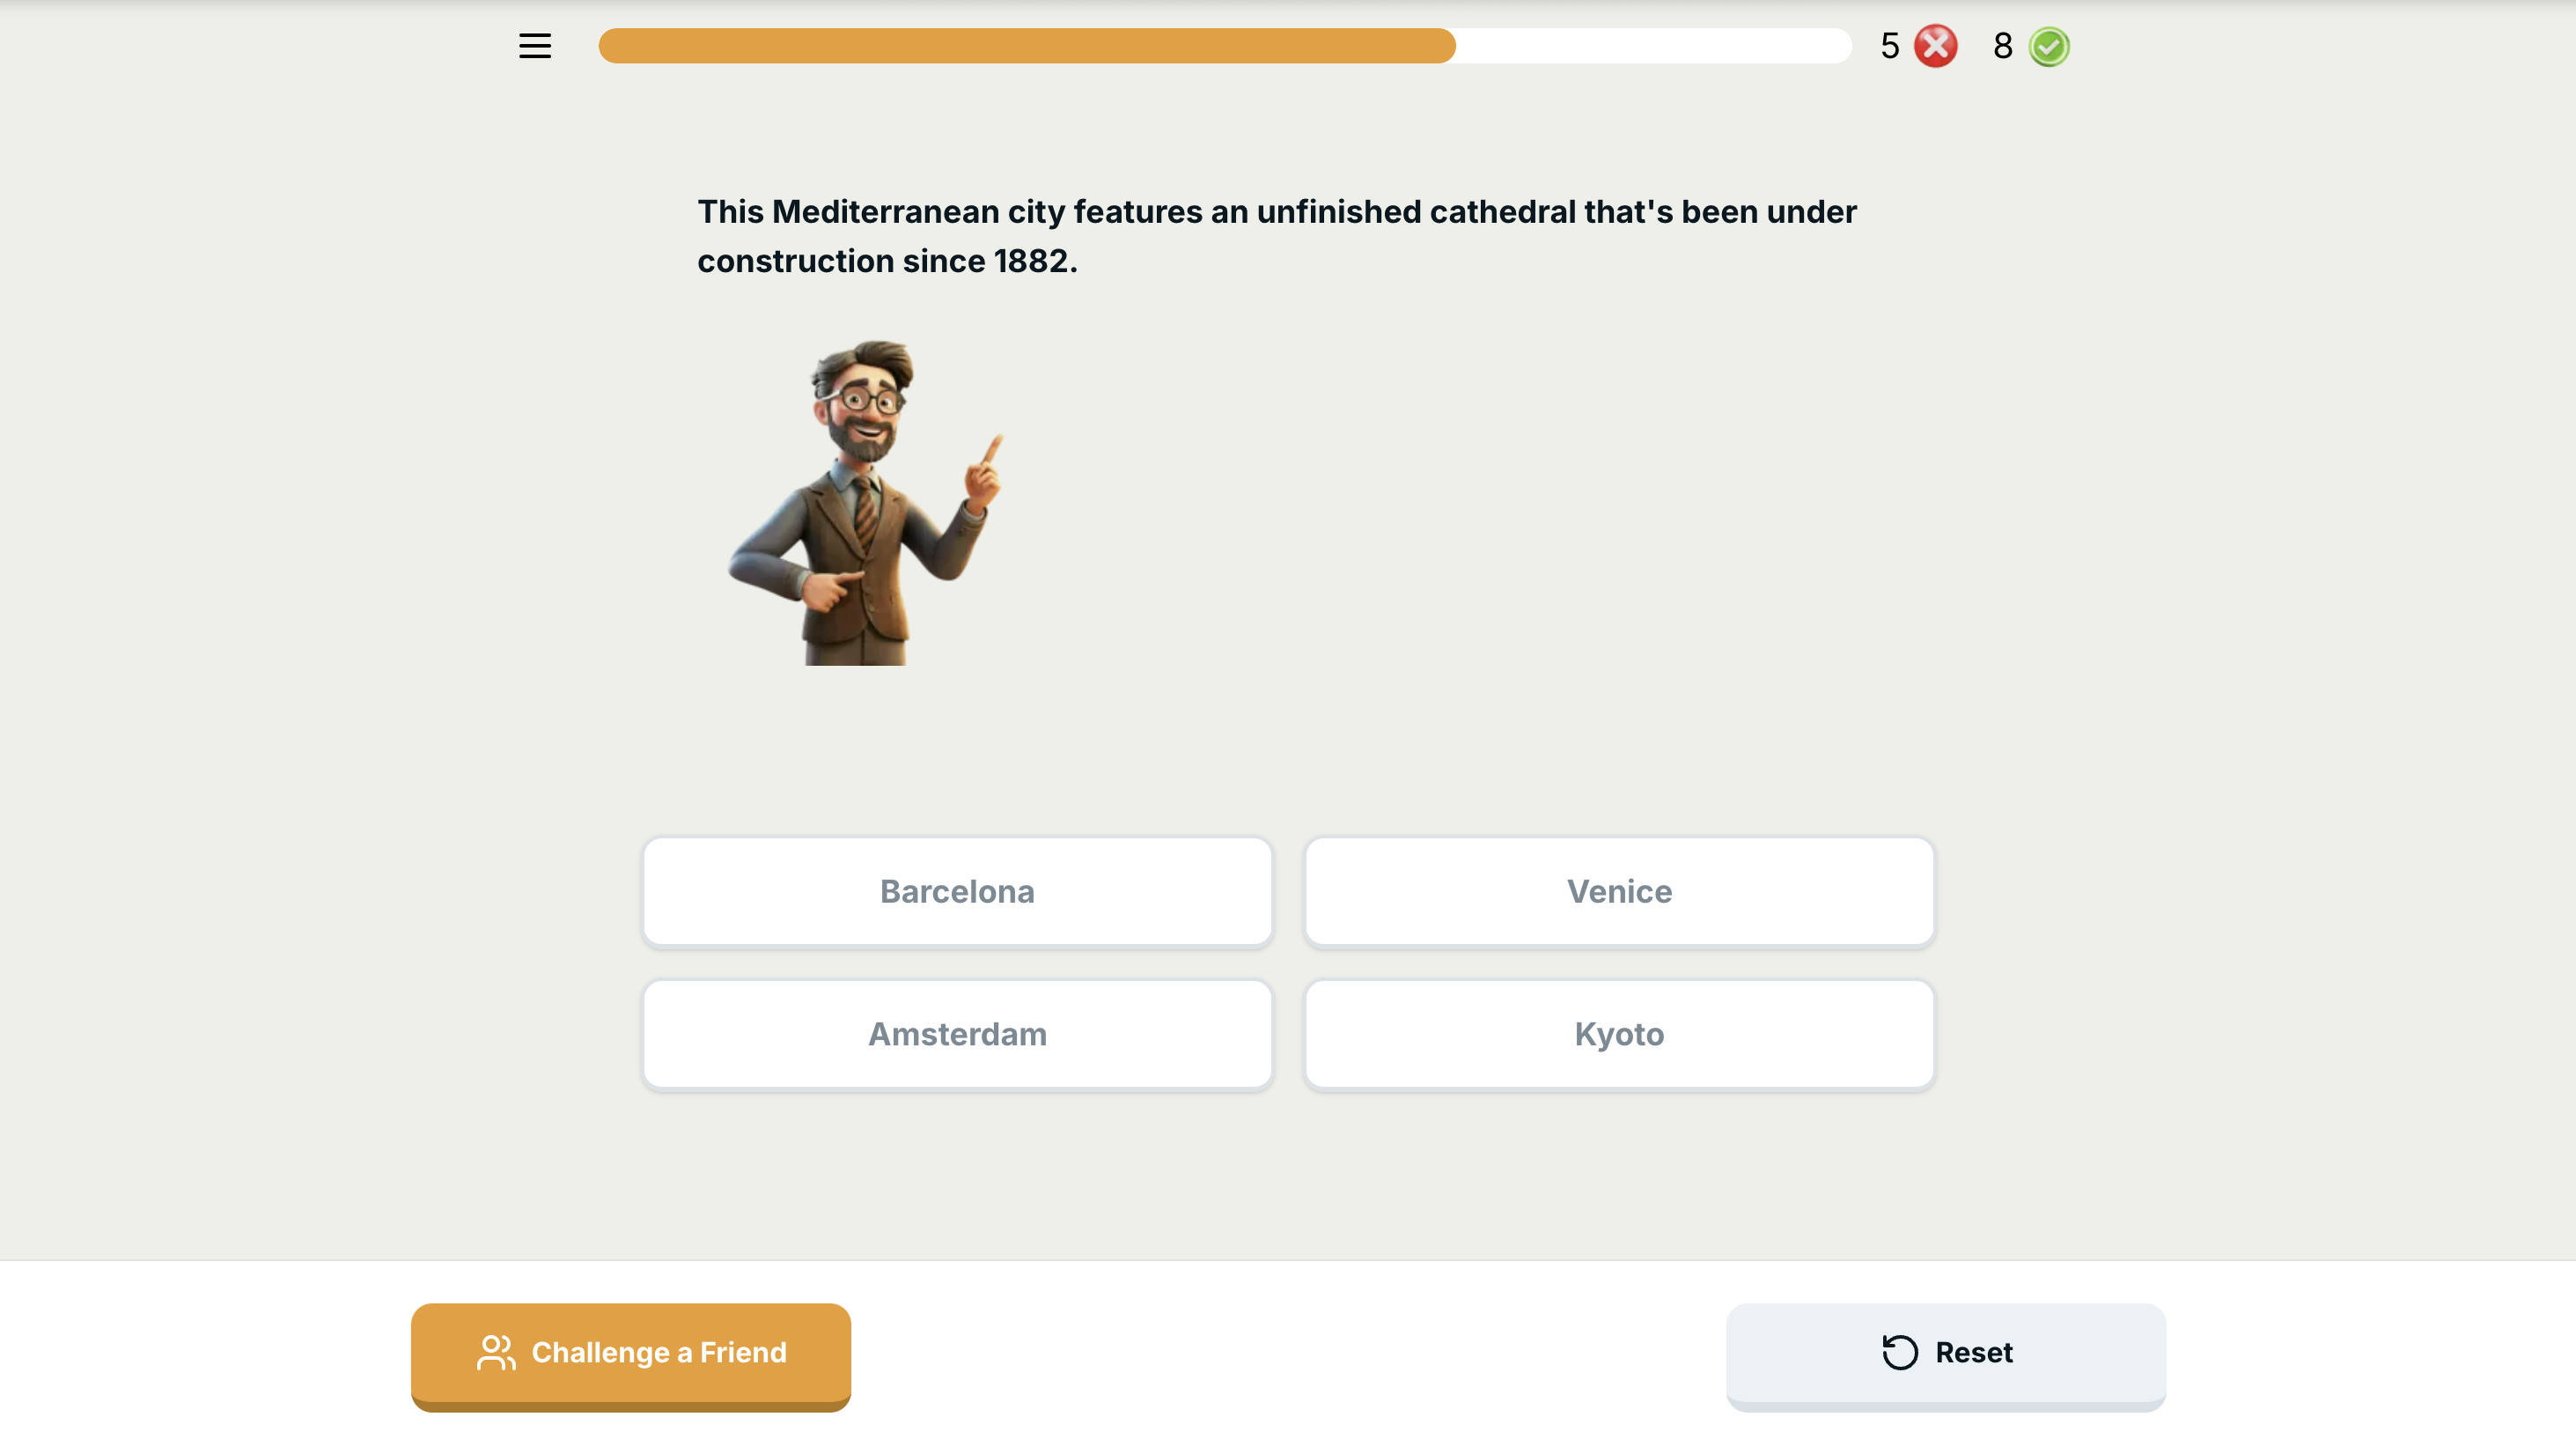 5 8
This Mediterranean city features an unfinished cathedral that's been under
construction since 1882.
Barcelona Venice
Amsterdam Kyoto
Challenge a Friend Reset